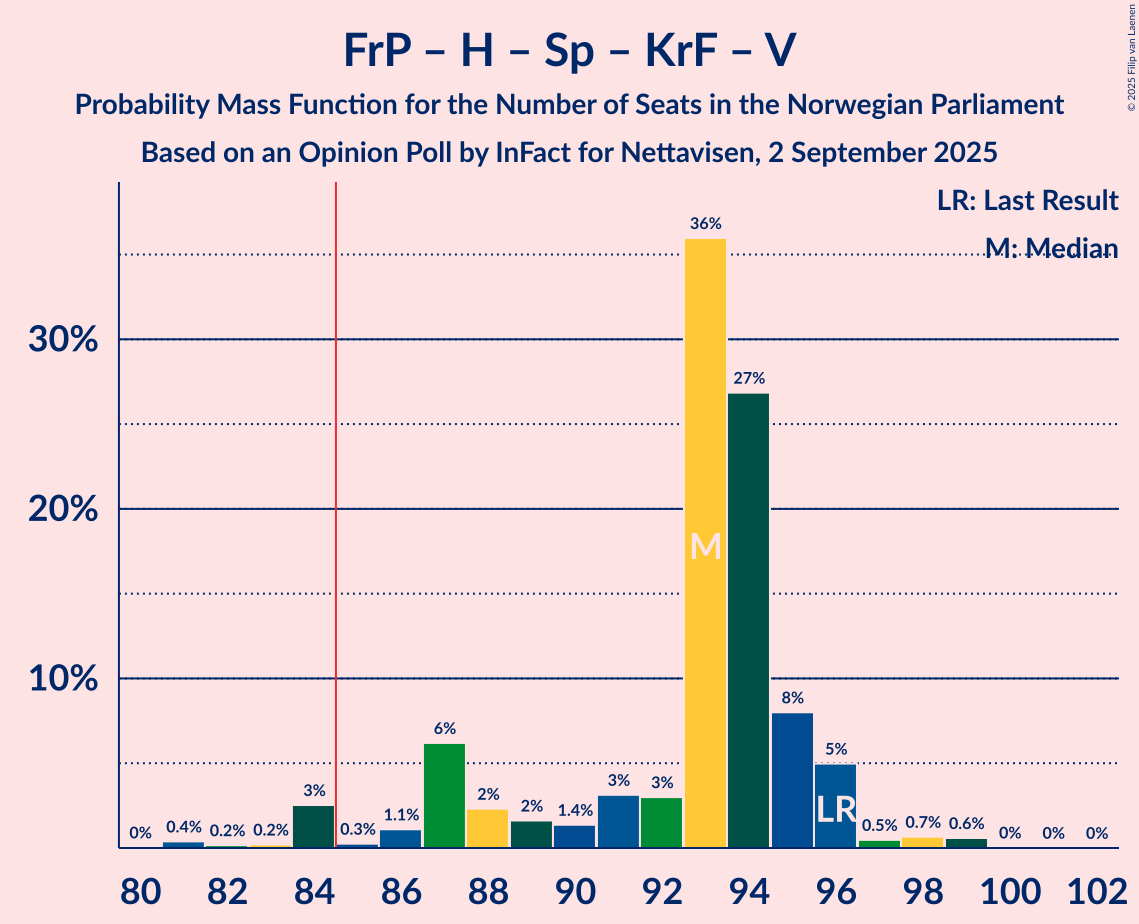 FrP – H – Sp – KrF – V
Probability Mass Function for the Number of Seats in the Norwegian Parliament
Based on an Opinion Poll by InFact for Nettavisen, 2 September 2025
© 2025 Filip van Laenen
LR: Last Result
M: Median
30%
20%
10%
0%
0.4%
0.2%
0.2%
3%
0.3%
1.1%
6%
2%
2%
1.4%
3%
3%
36%
27%
8%
5%
0.5%
0.7%
0.6%
0%
0%
0%
M
LR
80 82 84 86 88 90 92 94 96 98 100 102